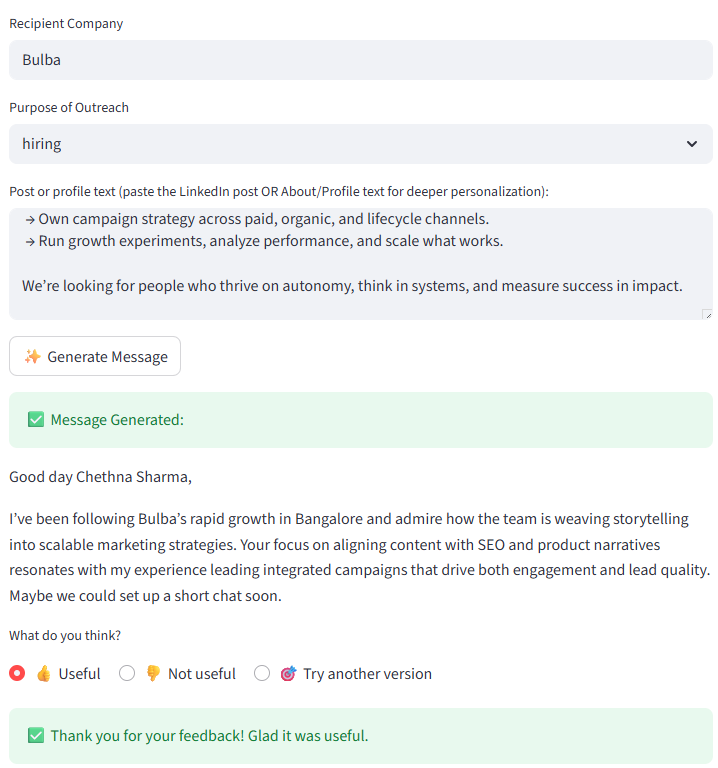 Recipient Company
Bulba
Purpose of Outreach
hiring
Post or profile text (paste the LinkedIn post OR About/Profile text for deeper personalization):
→ Own campaign strategy across paid, organic, and lifecycle channels.
→ Run growth experiments, analyze performance, and scale what works.
We’re looking for people who thrive on autonomy, think in systems, and measure success in impact.
✨ Generate Message
✅ Message Generated:
Good day Chethna Sharma,
I’ve been following Bulba’s rapid growth in Bangalore and admire how the team is weaving storytelling
into scalable marketing strategies. Your focus on aligning content with SEO and product narratives
resonates with my experience leading integrated campaigns that drive both engagement and lead quality.
Maybe we could set up a short chat soon.
What do you think?
👍 Useful 👎 Not useful 🎯 Try another version
✅ Thank you for your feedback! Glad it was useful.